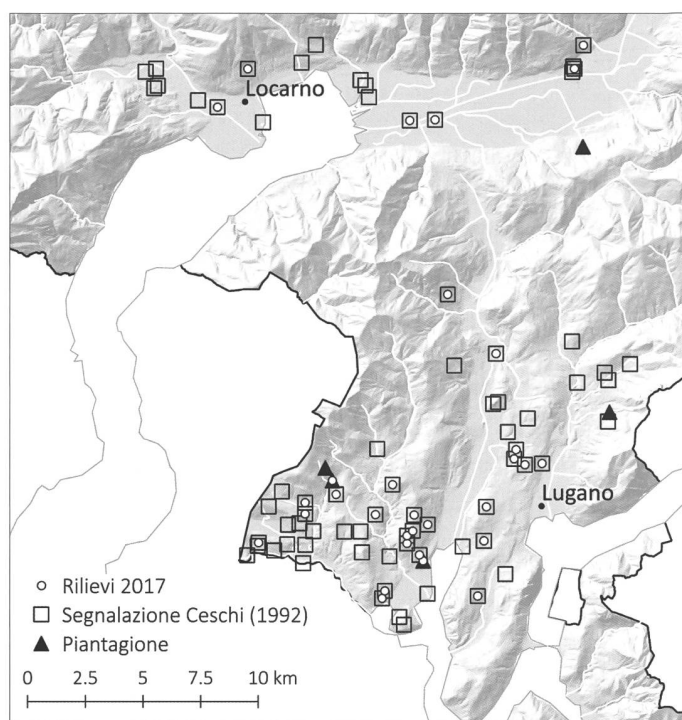 Locarno
Lugano
Rilievi 2017
Segnalazione Ceschi (1992)
Piantagione
0 2.5 5 7.5 10 km